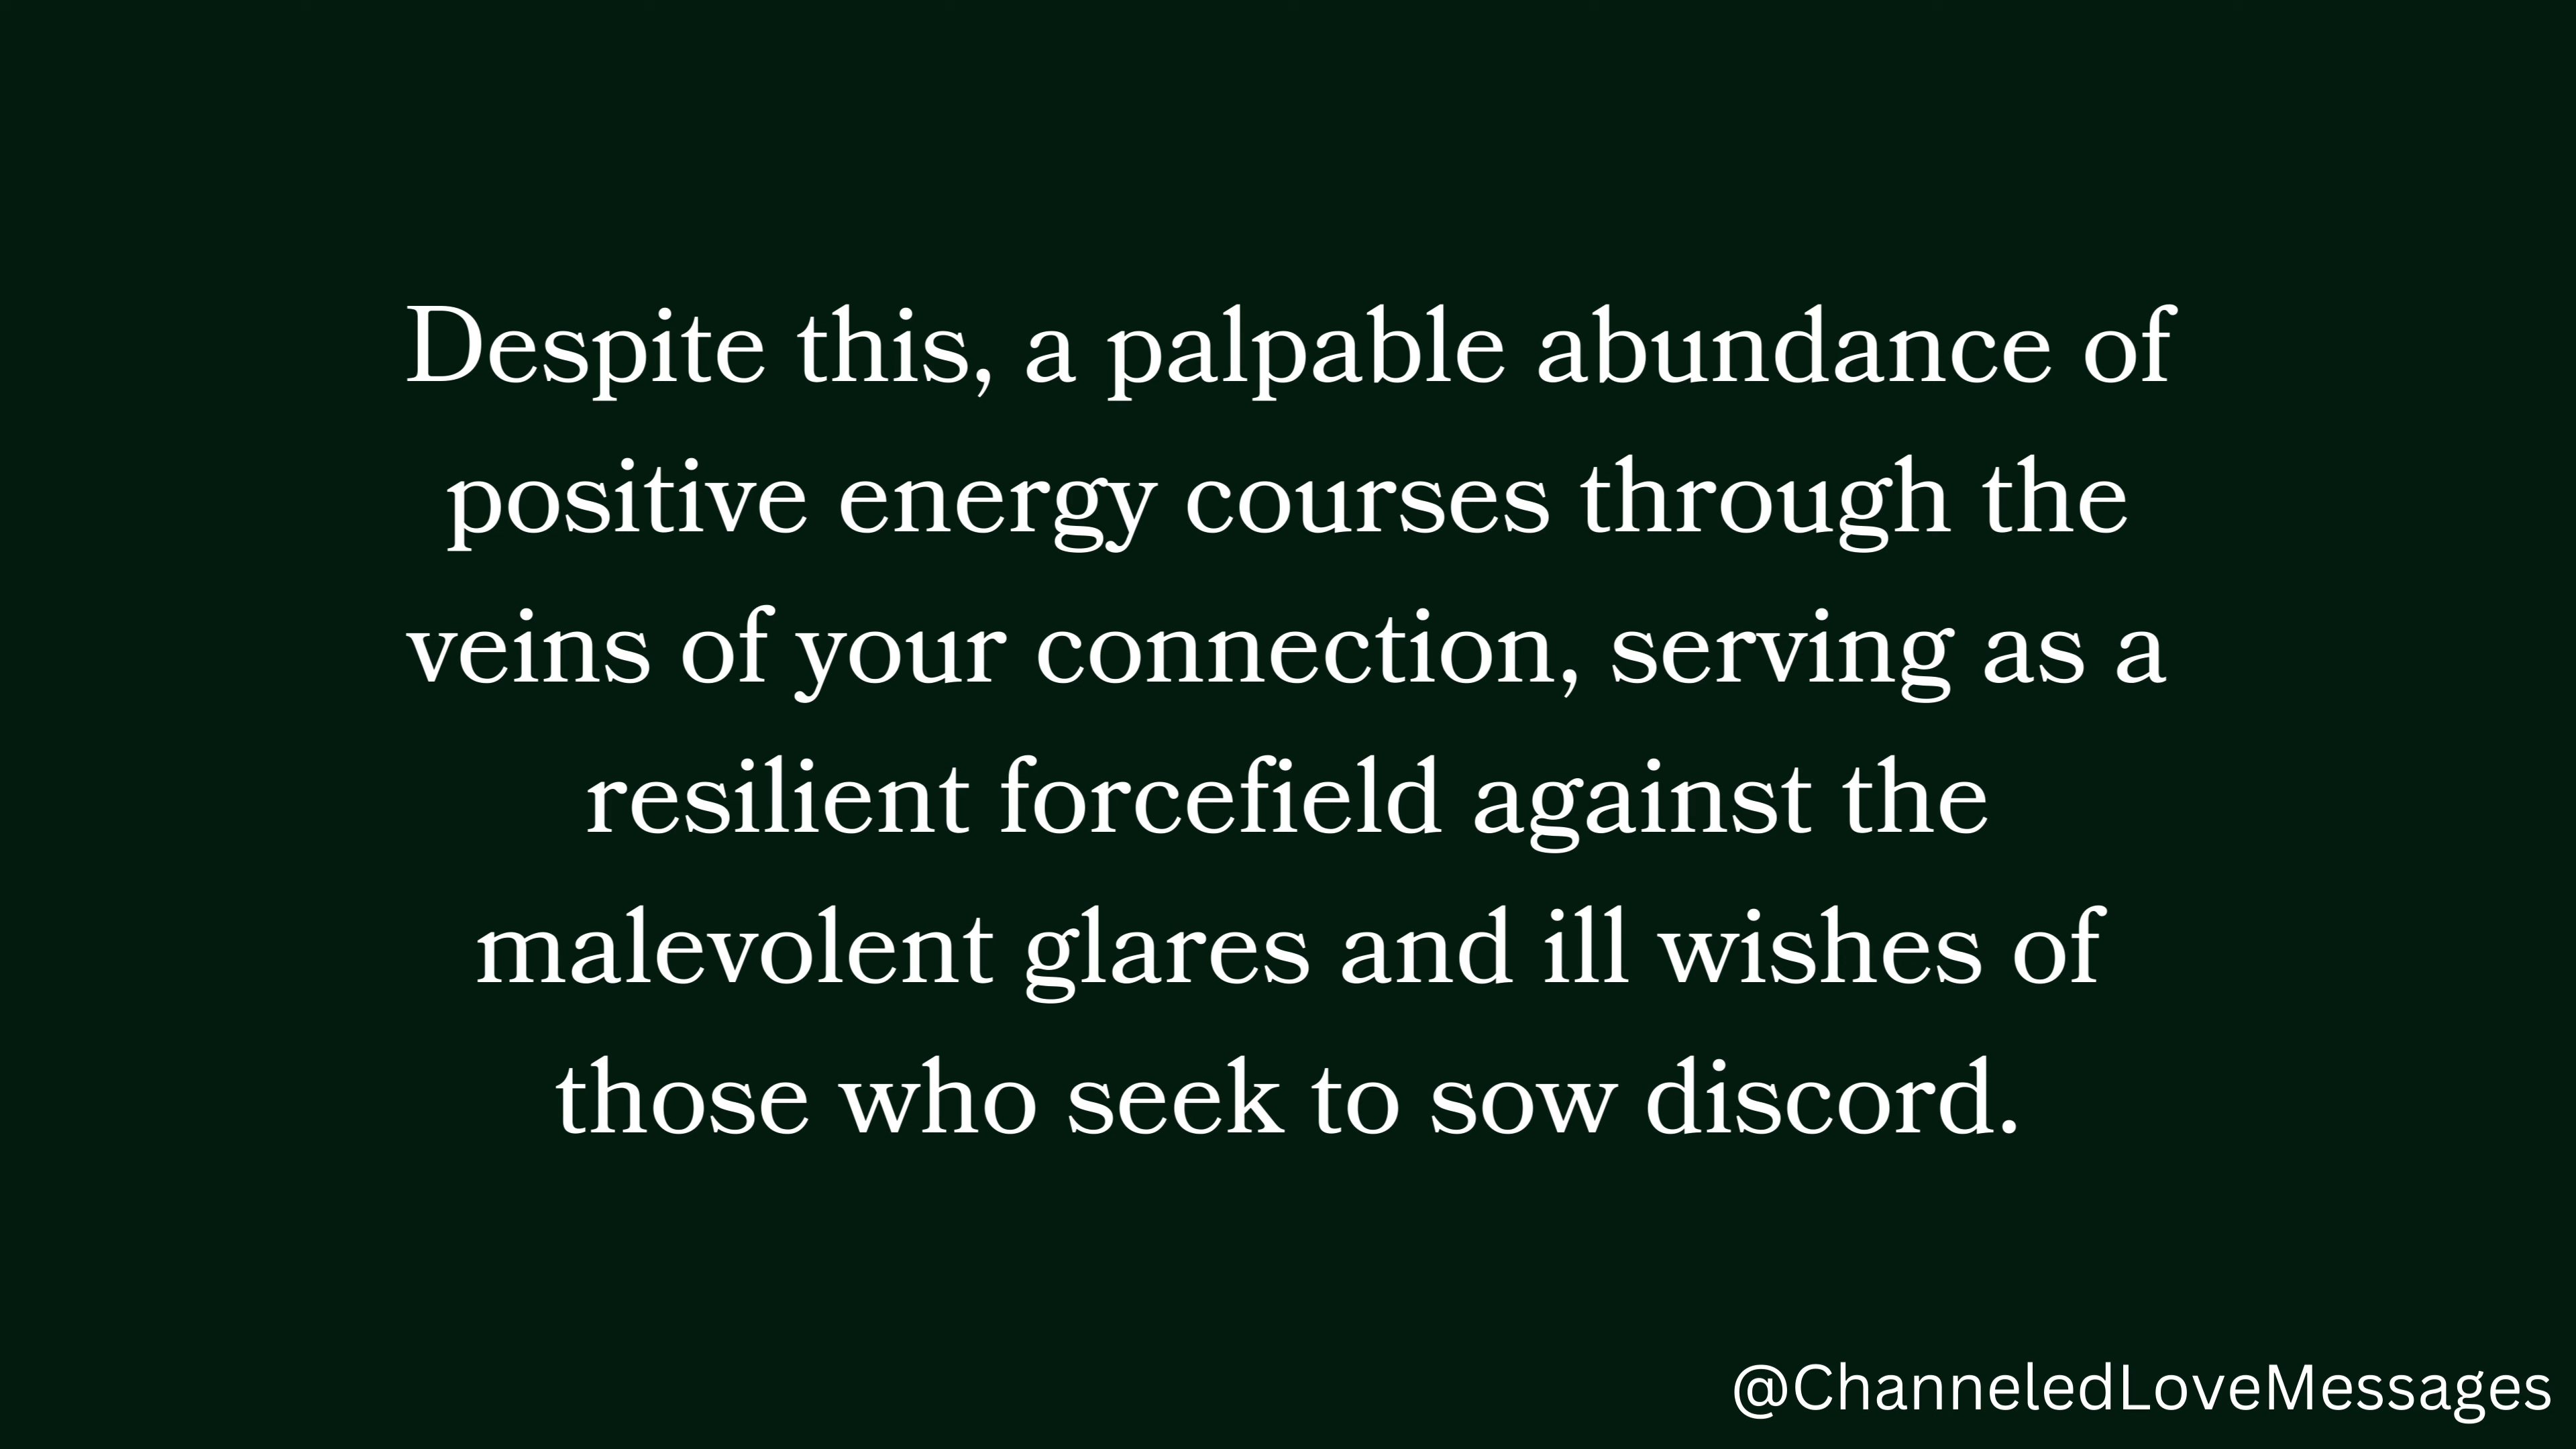 Despite this, a palpable abundance of
positive energy courses through the
veins of your connection, serving as a
resilient forcefield against the
malevolent glares and ill wishes of
those who seek to sow discord.
@ChanneledLoveMessages